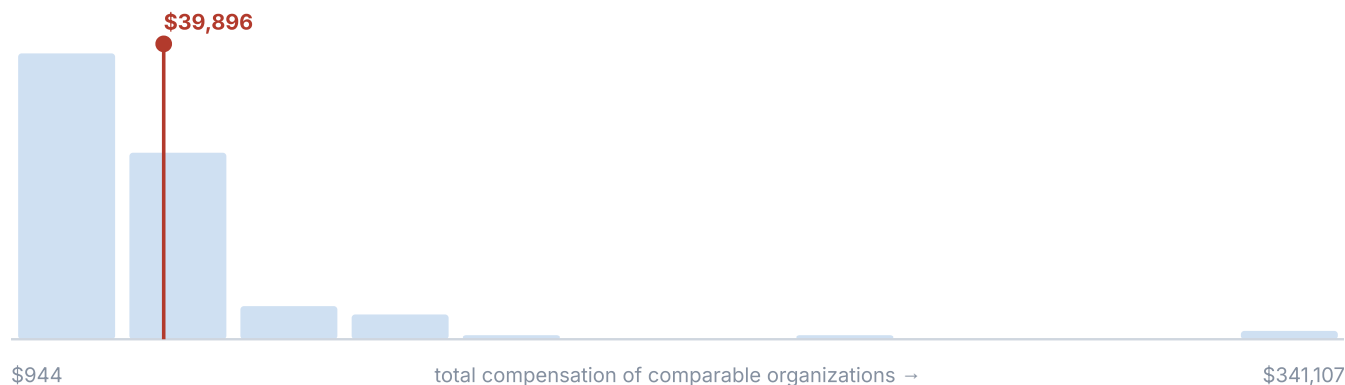 $39,896
$944 total compensation of comparable organizations → $341,107